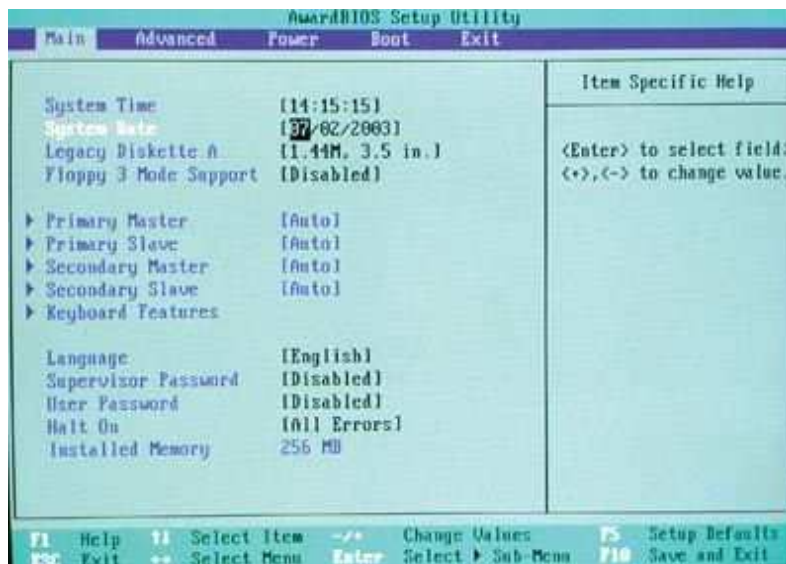 AwardBIOS Setup Utility
Main Advanced Power Boot Exit
Item Specific Help
System Time [14:15:15]
System Date [07/02/2003]
Legacy Diskette A [1.44M, 3.5 in.]
<Enter> to select field;
Floppy 3 Mode Support [Disabled]
<+>,<-> to change value.
▶ Primary Master [Auto]
▶ Primary Slave [Auto]
▶ Secondary Master [Auto]
▶ Secondary Slave [Auto]
▶ Keyboard Features
Language [English]
Supervisor Password [Disabled]
User Password [Disabled]
Halt On [All Errors]
Installed Memory 256 MB
F1 Help ↑↓ Select Item -/+ Change Values F5 Setup Defaults
ESC Exit ↔ Select Menu Enter Select ▶ Sub-Menu F10 Save and Exit